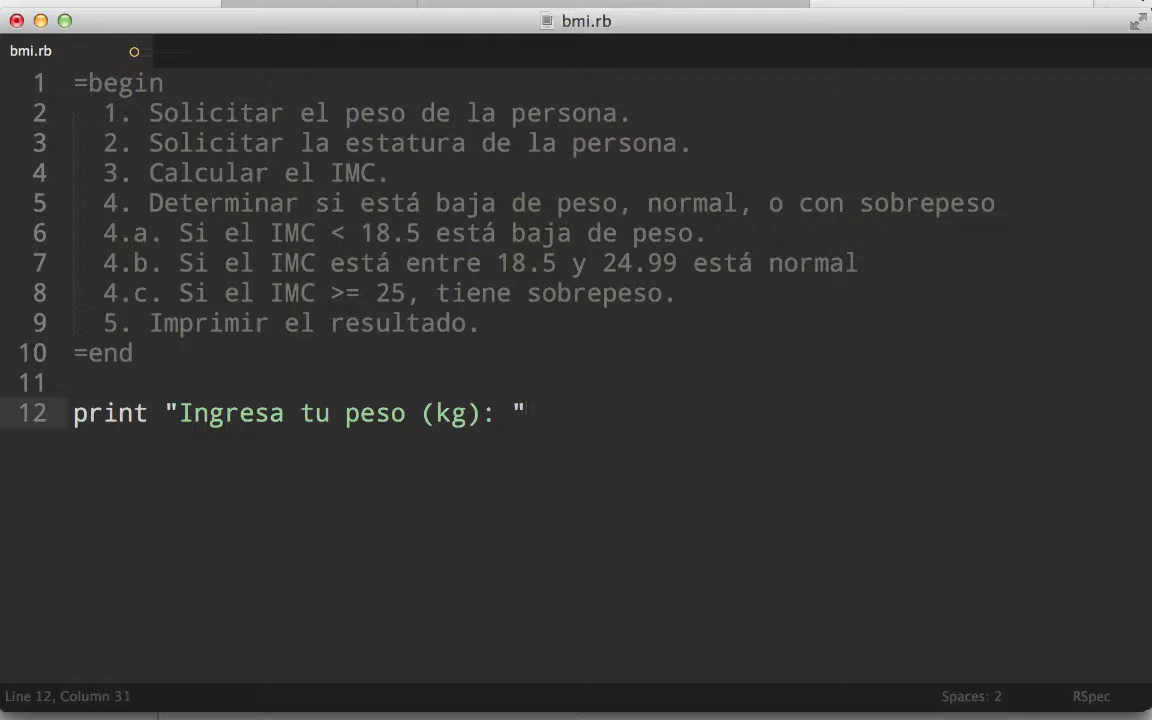 bmi.rb
bmi.rb
1 =begin
2 1. Solicitar el peso de la persona.
3 2. Solicitar la estatura de la persona.
4 3. Calcular el IMC.
5 4. Determinar si está baja de peso, normal, o con sobrepeso
6 4.a. Si el IMC < 18.5 está baja de peso.
7 4.b. Si el IMC está entre 18.5 y 24.99 está normal
8 4.c. Si el IMC >= 25, tiene sobrepeso.
9 5. Imprimir el resultado.
10 =end
11
12 print "Ingresa tu peso (kg): "
Line 12, Column 31 Spaces: 2 RSpec